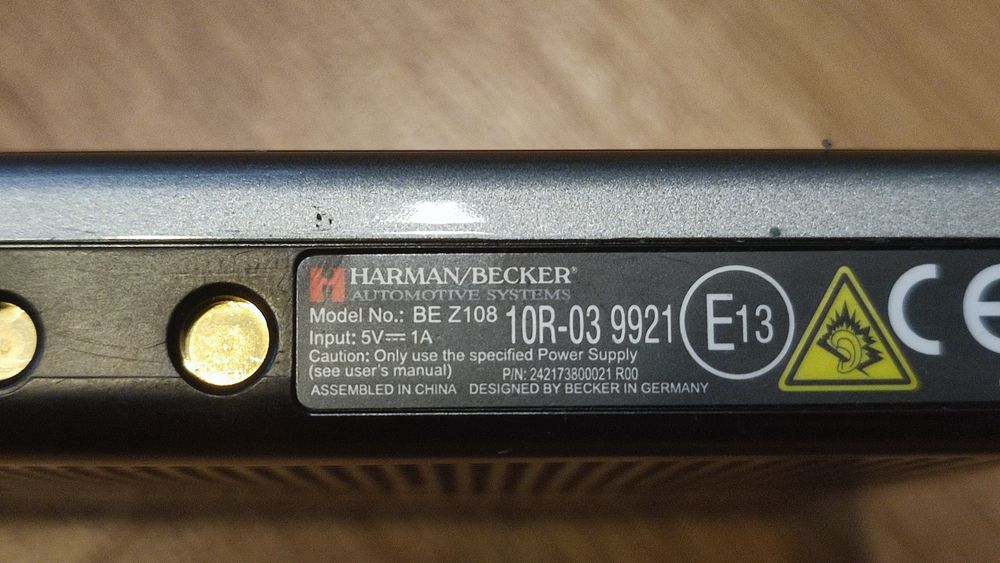 HARMAN/BECKER®
AUTOMOTIVE SYSTEMS
Model No.: BE Z108
Input: 5V⎓ 1A
10R-03 9921
E13
CE
Caution: Only use the specified Power Supply
(see user's manual)
P/N: 242173800021 R00
ASSEMBLED IN CHINA DESIGNED BY BECKER IN GERMANY